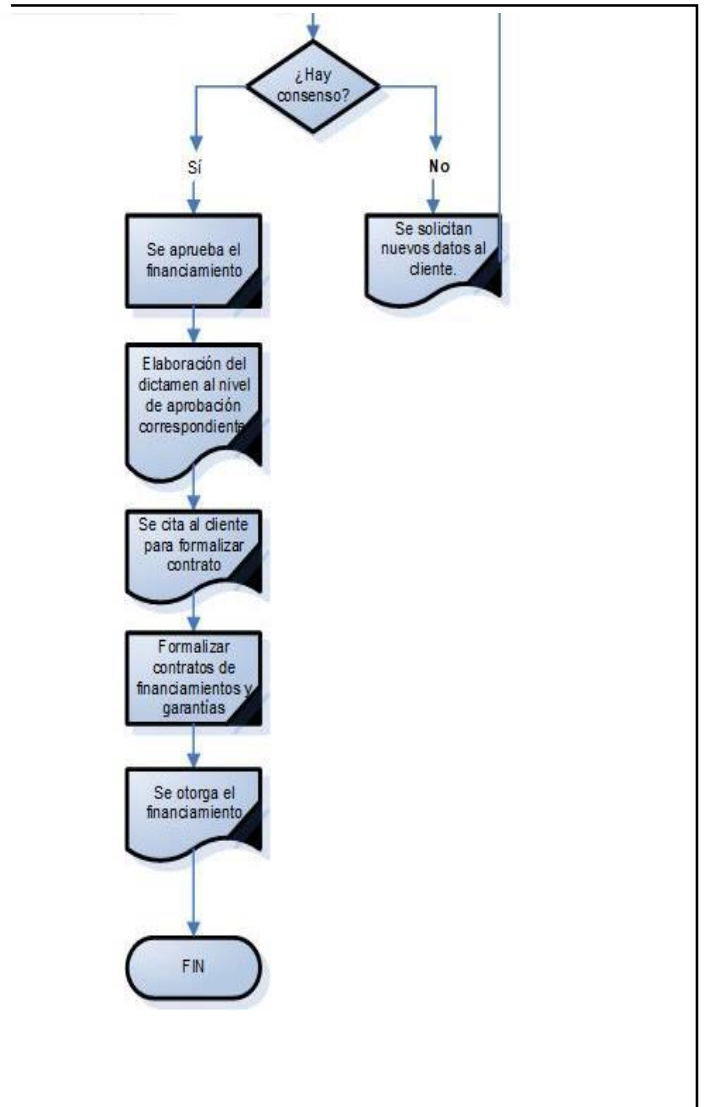 ¿Hay
consenso?
Sí
No
Se aprueba el
financiamiento
Se solicitan
nuevos datos al
cliente.
Elaboración del
dictamen al nivel
de aprobación
correspondiente
Se cita al cliente
para formalizar
contrato
Formalizar
contratos de
financiamientos y
garantías
Se otorga el
financiamiento
FIN